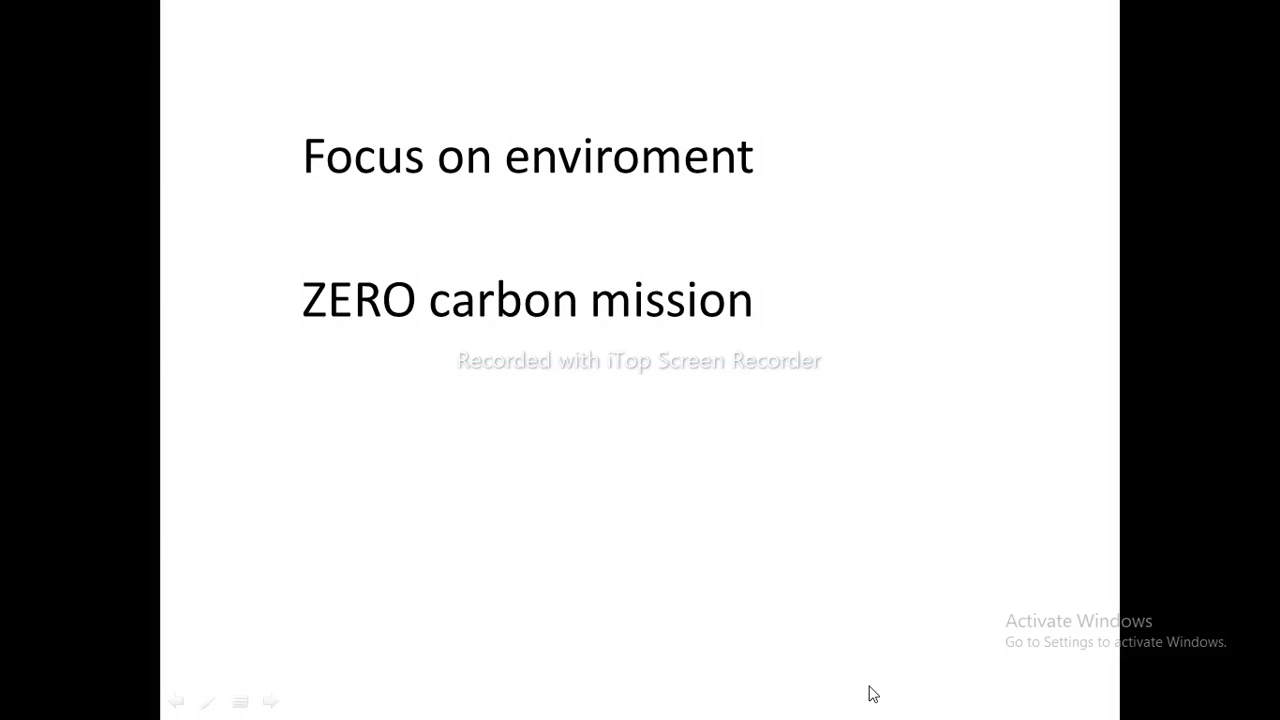 Focus on enviroment
ZERO carbon mission
Recorded with iTop Screen Recorder
Activate Windows
Go to Settings to activate Windows.